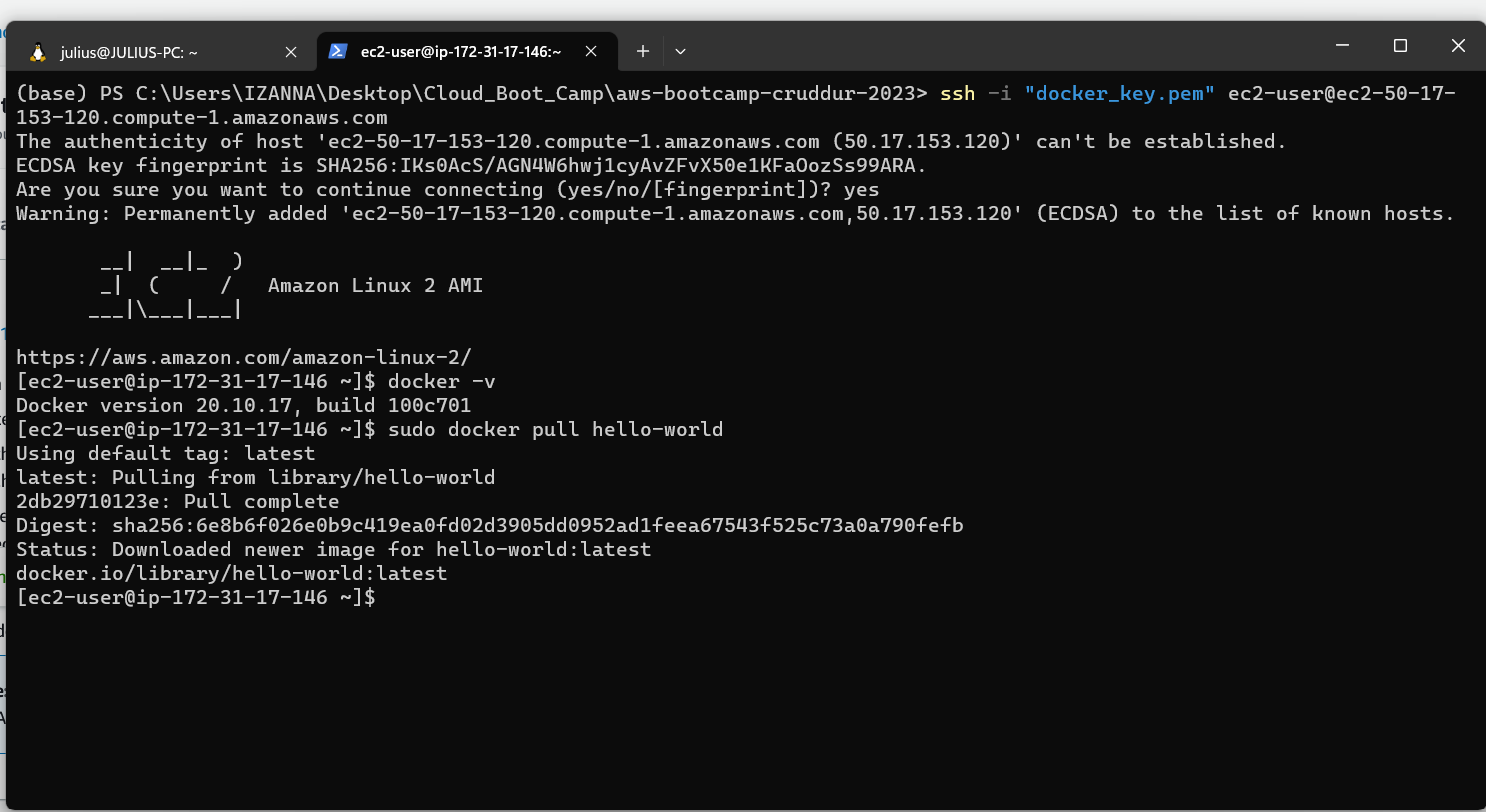 julius@JULIUS-PC: ~
ec2-user@ip-172-31-17-146:~
(base) PS C:\Users\IZANNA\Desktop\Cloud_Boot_Camp\aws-bootcamp-cruddur-2023> ssh -i "docker_key.pem" ec2-user@ec2-50-17-
153-120.compute-1.amazonaws.com
The authenticity of host 'ec2-50-17-153-120.compute-1.amazonaws.com (50.17.153.120)' can't be established.
ECDSA key fingerprint is SHA256:IKs0AcS/AGN4W6hwj1cyAvZFvX50e1KFaOozSs99ARA.
Are you sure you want to continue connecting (yes/no/[fingerprint])? yes
Warning: Permanently added 'ec2-50-17-153-120.compute-1.amazonaws.com,50.17.153.120' (ECDSA) to the list of known hosts.
       __|  __|_  )
       _|  (     /   Amazon Linux 2 AMI
      ___|\___|___|
https://aws.amazon.com/amazon-linux-2/
[ec2-user@ip-172-31-17-146 ~]$ docker -v
Docker version 20.10.17, build 100c701
[ec2-user@ip-172-31-17-146 ~]$ sudo docker pull hello-world
Using default tag: latest
latest: Pulling from library/hello-world
2db29710123e: Pull complete
Digest: sha256:6e8b6f026e0b9c419ea0fd02d3905dd0952ad1feea67543f525c73a0a790fefb
Status: Downloaded newer image for hello-world:latest
docker.io/library/hello-world:latest
[ec2-user@ip-172-31-17-146 ~]$